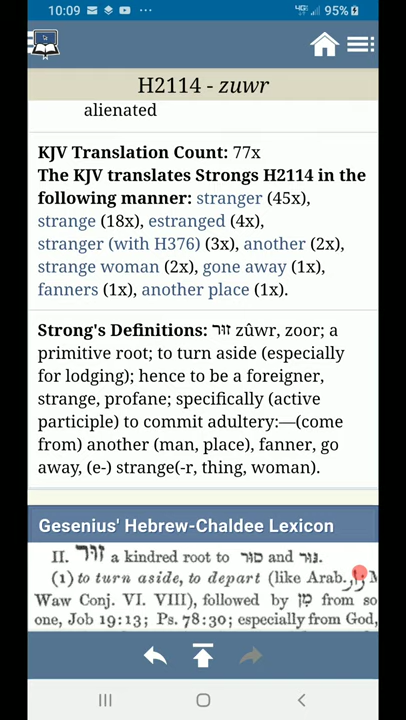 10:09 95%
H2114 - zuwr
alienated
KJV Translation Count: 77x
The KJV translates Strongs H2114 in the
following manner: stranger (45x),
strange (18x), estranged (4x),
stranger (with H376) (3x), another (2x),
strange woman (2x), gone away (1x),
fanners (1x), another place (1x).
Strong's Definitions: זוּר zûwr, zoor; a
primitive root; to turn aside (especially
for lodging); hence to be a foreigner,
strange, profane; specifically (active
participle) to commit adultery:—(come
from) another (man, place), fanner, go
away, (e-) strange(-r, thing, woman).
Gesenius' Hebrew-Chaldee Lexicon
II. זוּר a kindred root to סוּר and נוּר.
(1) to turn aside, to depart (like Arab.
Waw Conj. VI. VIII), followed by מִן from so
one, Job 19:13; Ps. 78:30; especially from God,